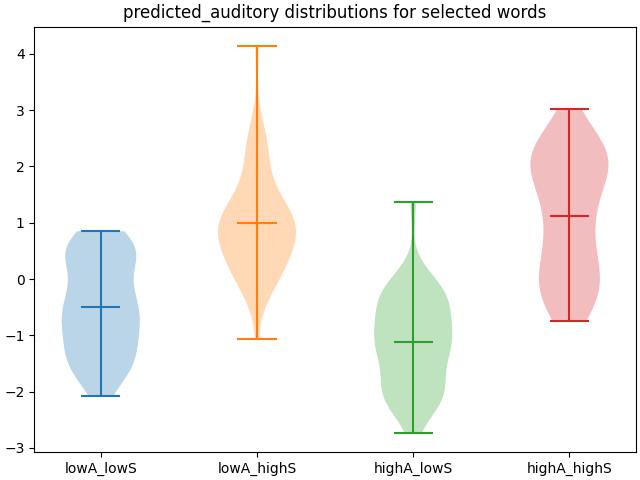 predicted_auditory distributions for selected words
4
3
2
1
0
−1
−2
−3
lowA_lowS
lowA_highS
highA_lowS
highA_highS